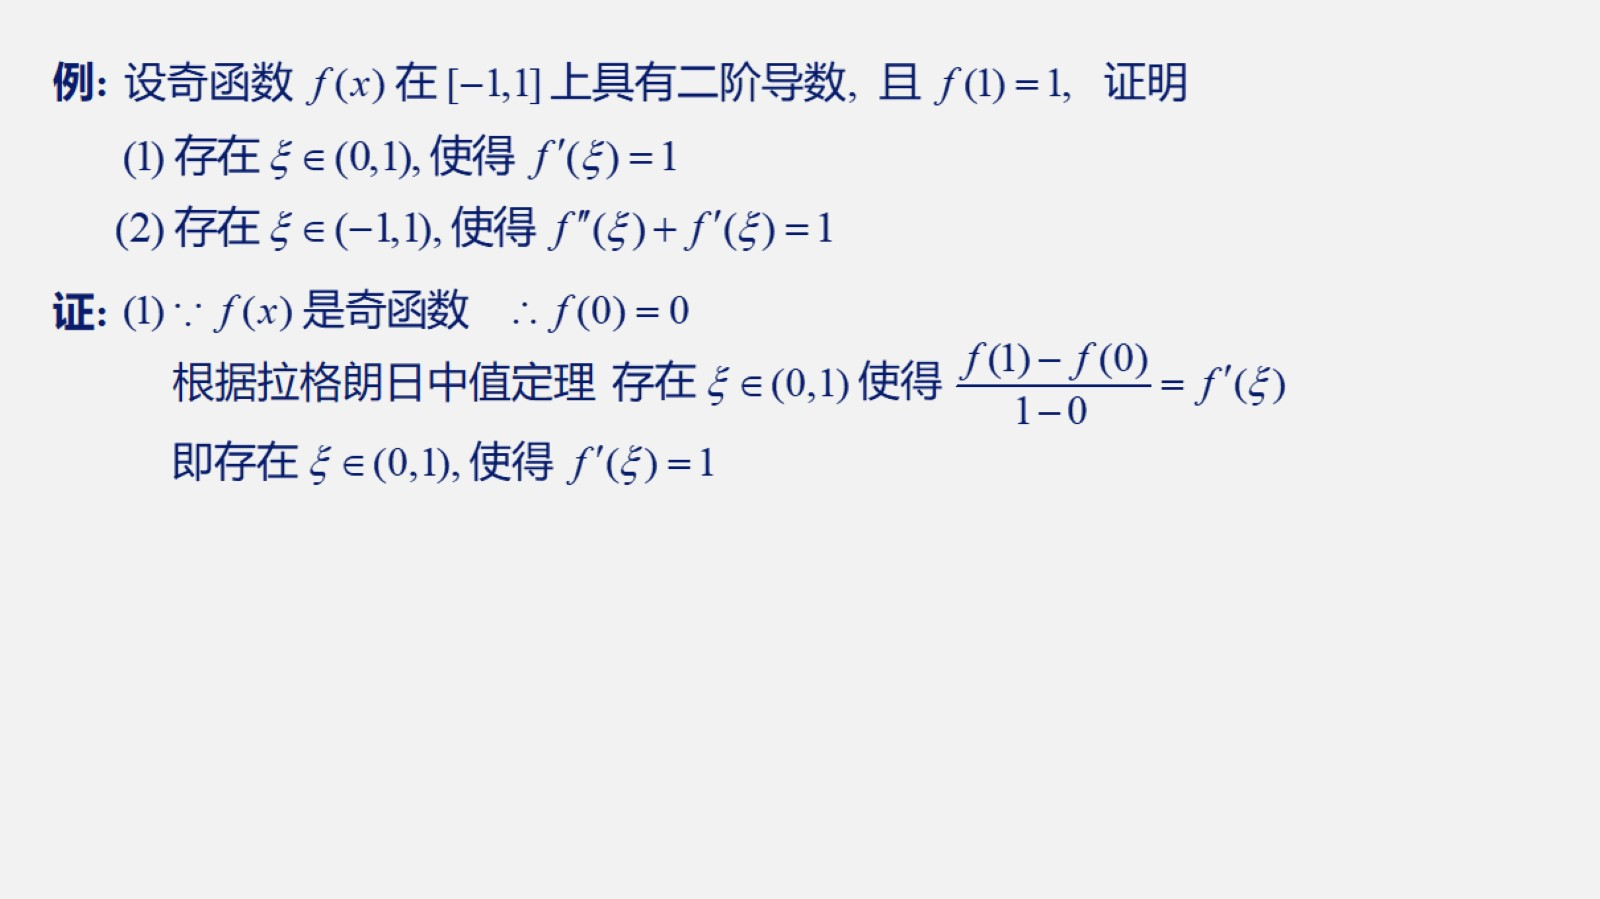 例: 设奇函数 f(x) 在 [−1,1] 上具有二阶导数, 且 f(1) = 1, 证明
(1) 存在 ξ ∈ (0,1), 使得 f′(ξ) = 1
(2) 存在 ξ ∈ (−1,1), 使得 f″(ξ) + f′(ξ) = 1
证: (1) ∵ f(x) 是奇函数 ∴ f(0) = 0
根据拉格朗日中值定理 存在 ξ ∈ (0,1) 使得 \frac{f(1) − f(0)}{1 − 0} = f′(ξ)
即存在 ξ ∈ (0,1), 使得 f′(ξ) = 1